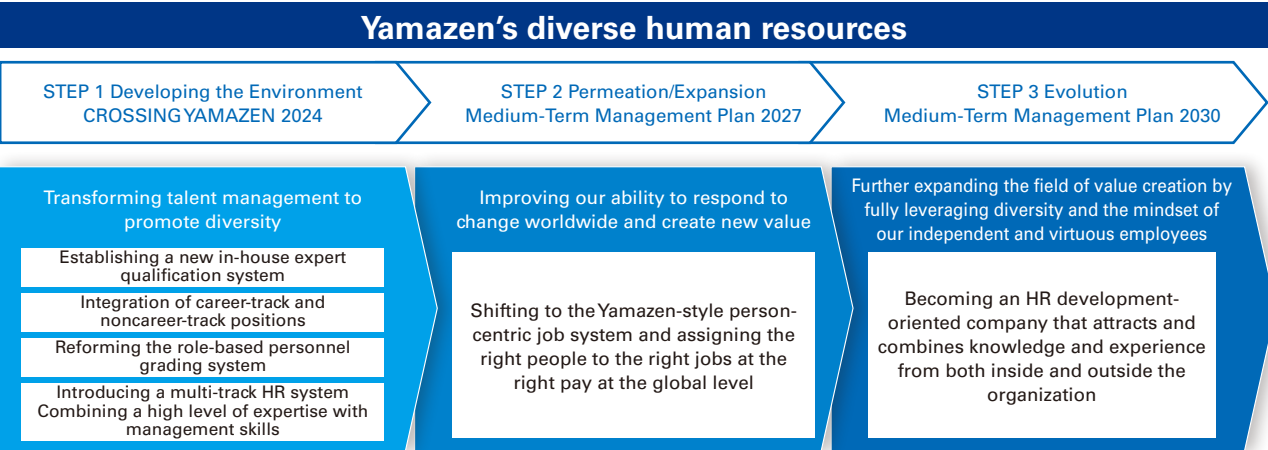 Yamazen's diverse human resources
STEP 1 Developing the Environment
CROSSING YAMAZEN 2024
STEP 2 Permeation/Expansion
Medium-Term Management Plan 2027
STEP 3 Evolution
Medium-Term Management Plan 2030
Transforming talent management to
promote diversity
Establishing a new in-house expert
qualification system
Integration of career-track and
noncareer-track positions
Reforming the role-based personnel
grading system
Introducing a multi-track HR system
Combining a high level of expertise with
management skills
Improving our ability to respond to
change worldwide and create new value
Shifting to the Yamazen-style person-
centric job system and assigning the
right people to the right jobs at the
right pay at the global level
Further expanding the field of value creation by
fully leveraging diversity and the mindset of
our independent and virtuous employees
Becoming an HR development-
oriented company that attracts and
combines knowledge and experience
from both inside and outside the
organization